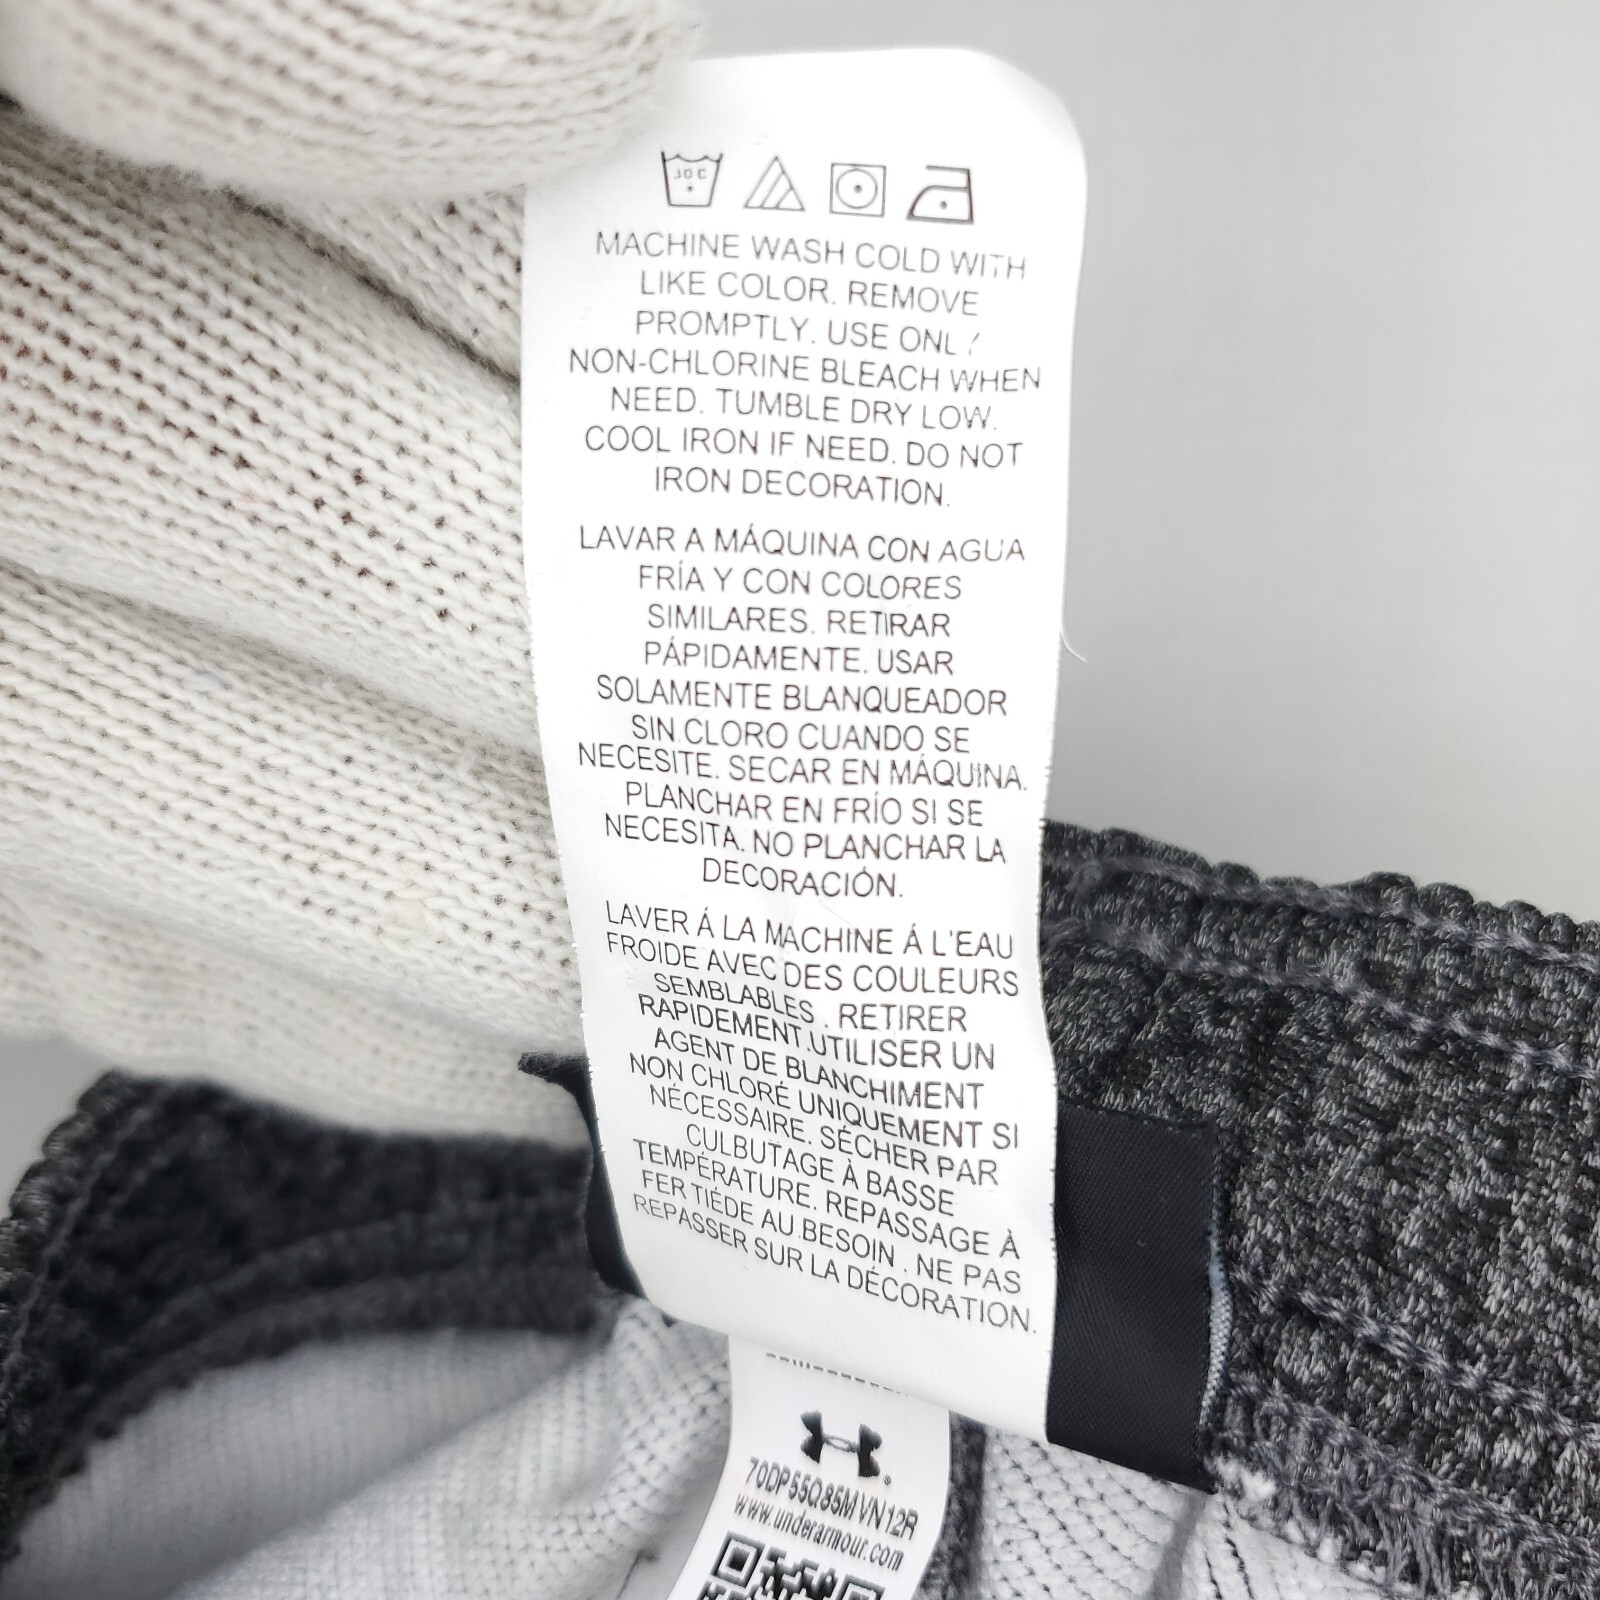 30 C
MACHINE WASH COLD WITH
LIKE COLOR. REMOVE
PROMPTLY. USE ONLY
NON-CHLORINE BLEACH WHEN
NEED. TUMBLE DRY LOW.
COOL IRON IF NEED. DO NOT
IRON DECORATION.
LAVAR A MÁQUINA CON AGUA
FRÍA Y CON COLORES
SIMILARES. RETIRAR
PÁPIDAMENTE. USAR
SOLAMENTE BLANQUEADOR
SIN CLORO CUANDO SE
NECESITE. SECAR EN MÁQUINA.
PLANCHAR EN FRÍO SI SE
NECESITA. NO PLANCHAR LA
DECORACIÓN.
LAVER Á LA MACHINE Á L'EAU
FROIDE AVEC DES COULEURS
SEMBLABLES . RETIRER
RAPIDEMENT.UTILISER UN
AGENT DE BLANCHIMENT
NON CHLORÉ UNIQUEMENT SI
NÉCESSAIRE. SÉCHER PAR
CULBUTAGE À BASSE
TEMPÉRATURE. REPASSAGE À
FER TIÉDE AU BESOIN . NE PAS
REPASSER SUR LA DÉCORATION.
70DP55Q85MVN12R
www.underarmour.com